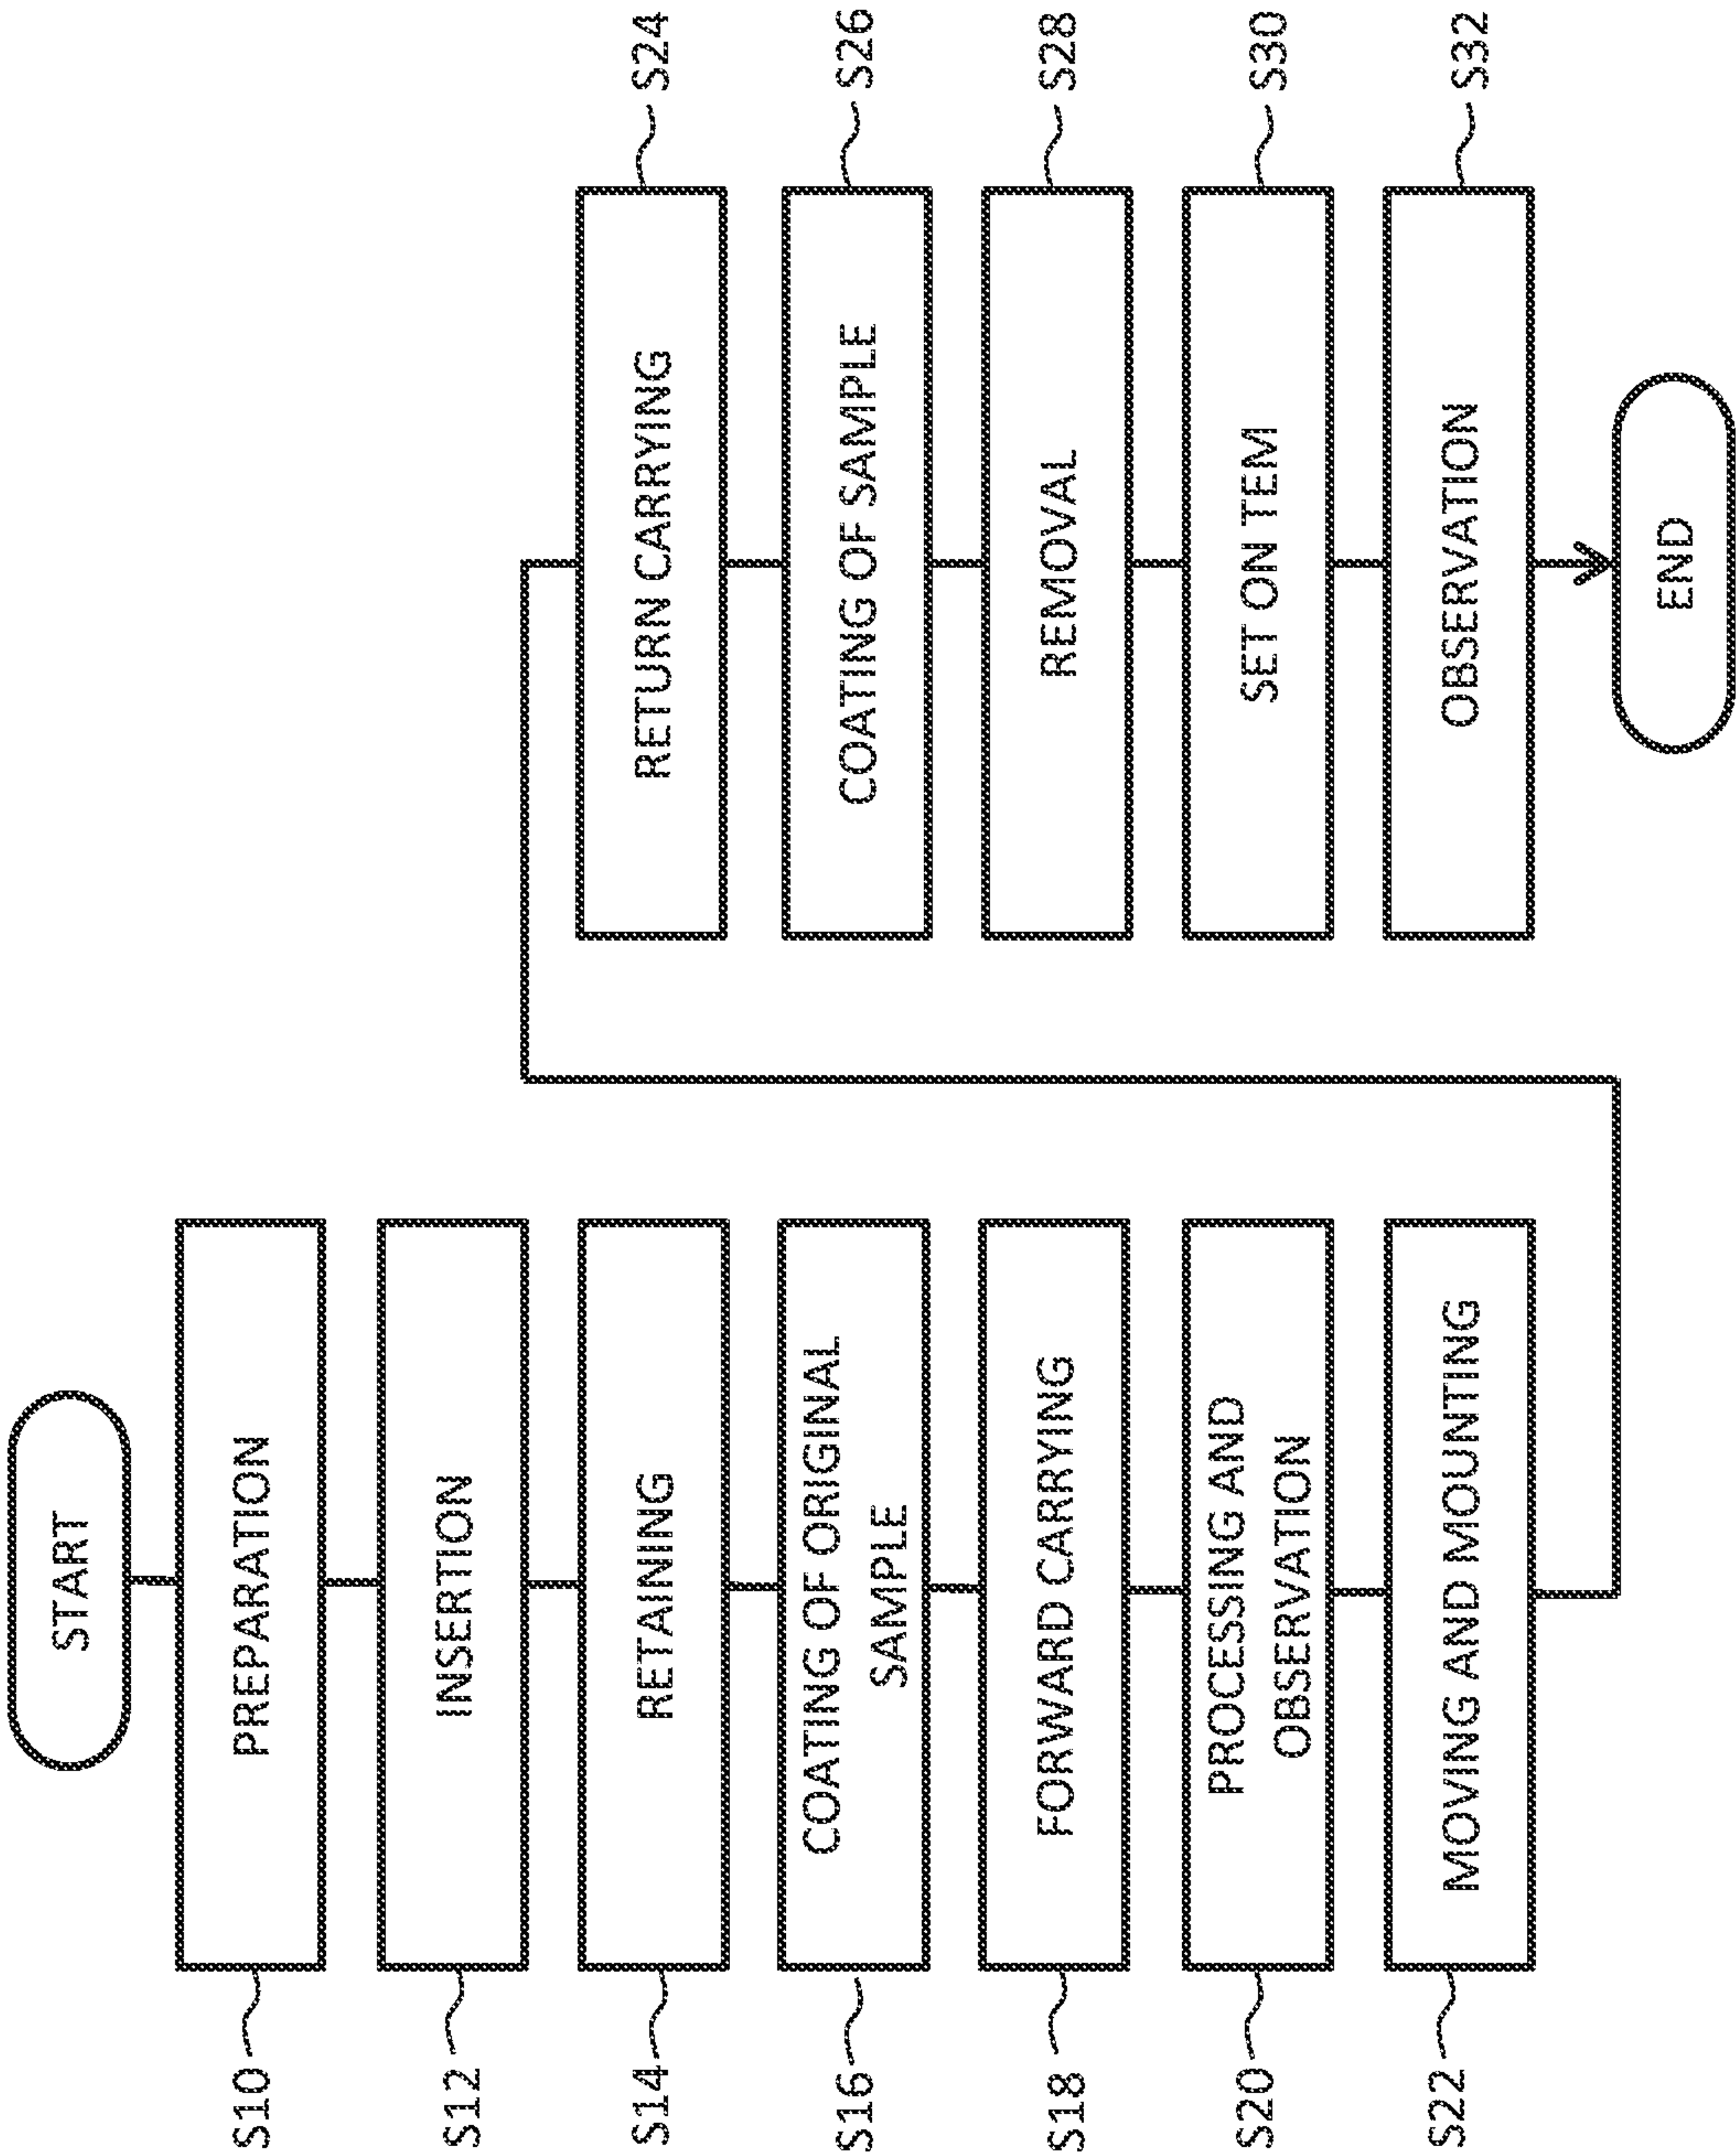 START
S10
PREPARATION
S12
INSERTION
S14
RETAINING
S16
COATING OF ORIGINAL
SAMPLE
S18
FORWARD CARRYING
S20
PROCESSING AND
OBSERVATION
S22
MOVING AND MOUNTING
RETURN CARRYING
S24
COATING OF SAMPLE
S26
REMOVAL
S28
SET ON TEM
S30
OBSERVATION
S32
END